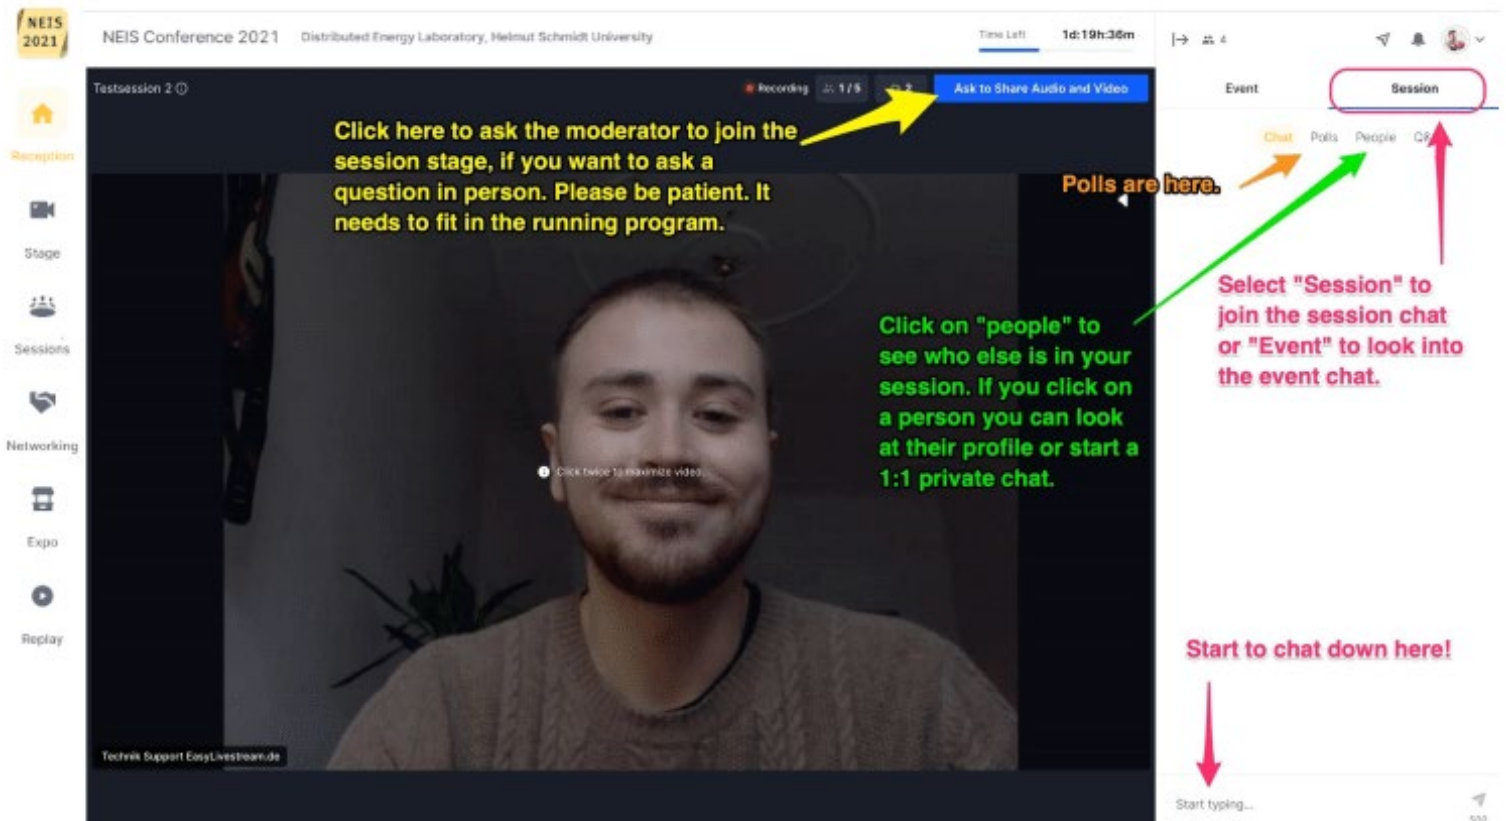 NEIS
2021
NEIS Conference 2021
Distributed Energy Laboratory, Helmut Schmidt University
Time Left 1d:19h:36m
4
Reception
Stage
Sessions
Networking
Expo
Replay
Testsession 2
Recording 1 / 5 2
Ask to Share Audio and Video
Click here to ask the moderator to join the
session stage, if you want to ask a
question in person. Please be patient. It
needs to fit in the running program.
Click twice to maximize video.
Click on "people" to
see who else is in your
session. If you click on
a person you can look
at their profile or start a
1:1 private chat.
Technik Support EasyLivestream.de
Event Session
Chat Polls People
Polls are here.
Select "Session" to
join the session chat
or "Event" to look into
the event chat.
Start to chat down here!
Start typing...
500